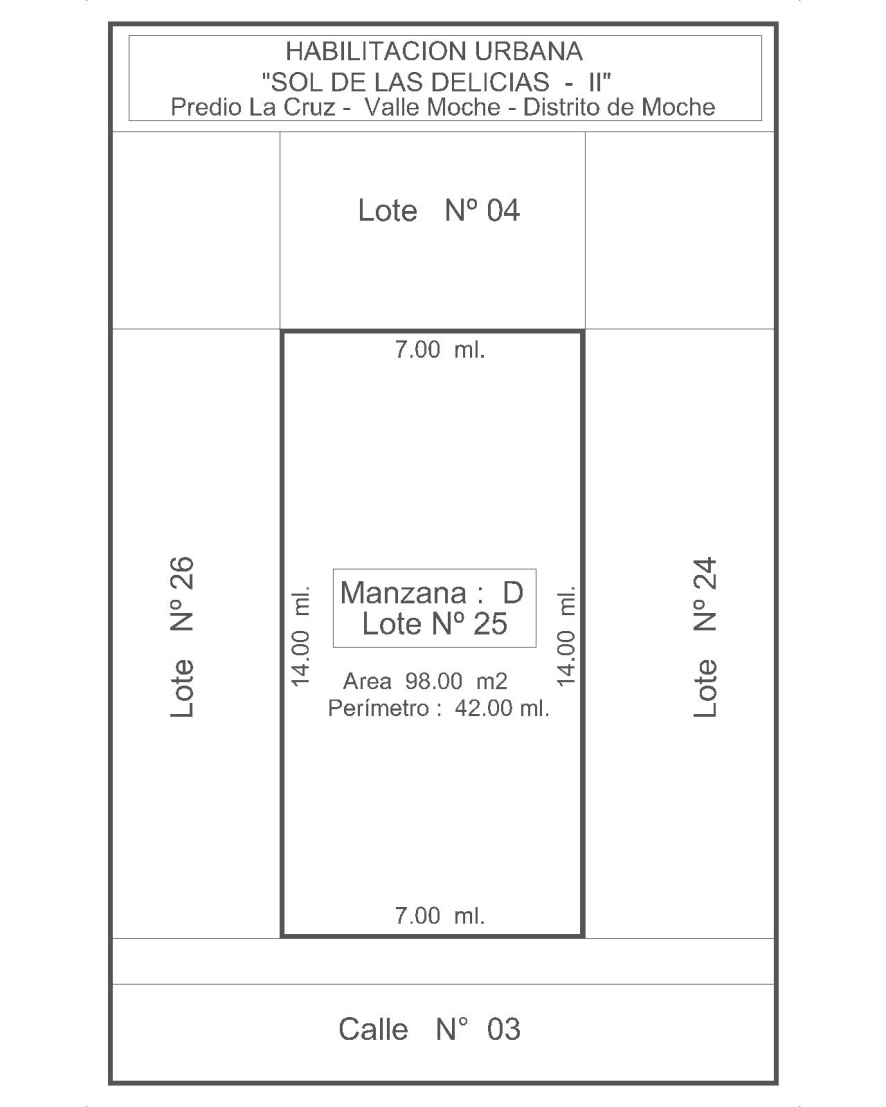 HABILITACION URBANA
"SOL DE LAS DELICIAS - II"
Predio La Cruz - Valle Moche - Distrito de Moche
Lote Nº 04
7.00 ml.
Lote Nº 26
14.00 ml.
Manzana : D
Lote Nº 25
Area 98.00 m2
Perímetro : 42.00 ml.
14.00 ml.
Lote Nº 24
7.00 ml.
Calle N° 03